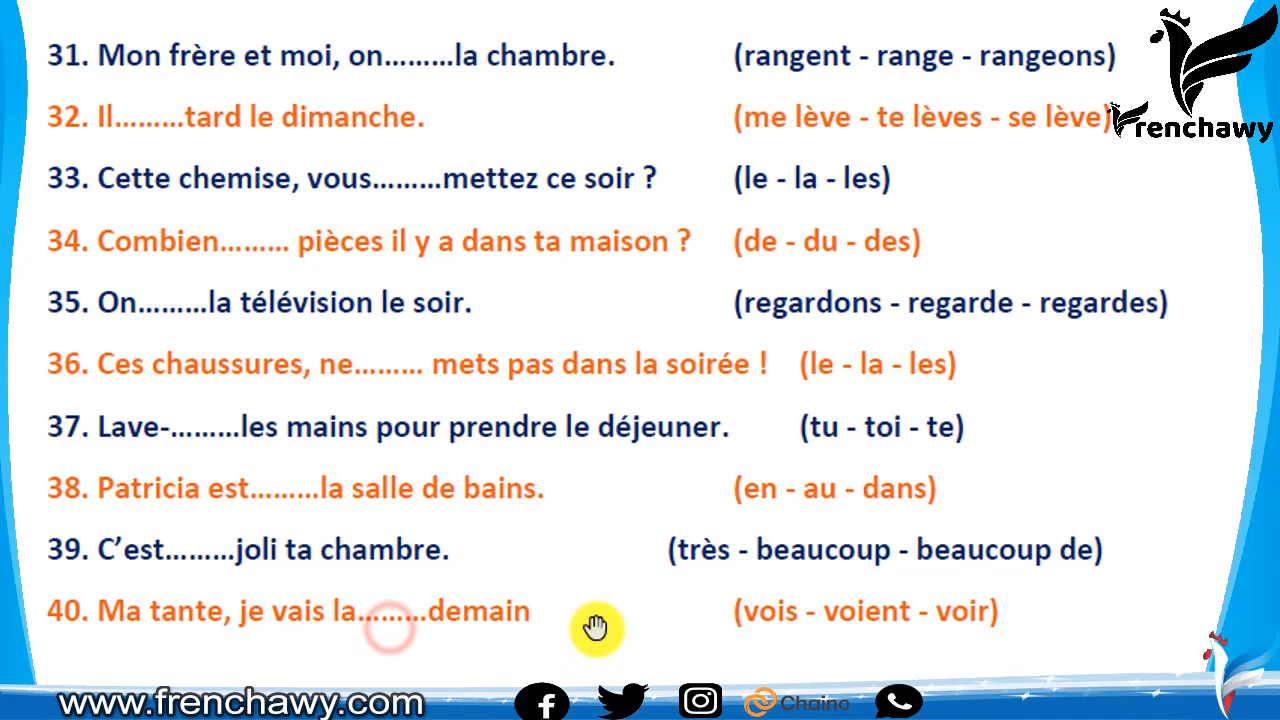 31. Mon frère et moi, on………la chambre. (rangent - range - rangeons)
32. Il………tard le dimanche. (me lève - te lèves - se lève)
33. Cette chemise, vous………mettez ce soir ? (le - la - les)
34. Combien……… pièces il y a dans ta maison ? (de - du - des)
35. On………la télévision le soir. (regardons - regarde - regardes)
36. Ces chaussures, ne……… mets pas dans la soirée ! (le - la - les)
37. Lave-………les mains pour prendre le déjeuner. (tu - toi - te)
38. Patricia est………la salle de bains. (en - au - dans)
39. C’est………joli ta chambre. (très - beaucoup - beaucoup de)
40. Ma tante, je vais la………demain (vois - voient - voir)
Frenchawy
www.frenchawy.com
Chaino